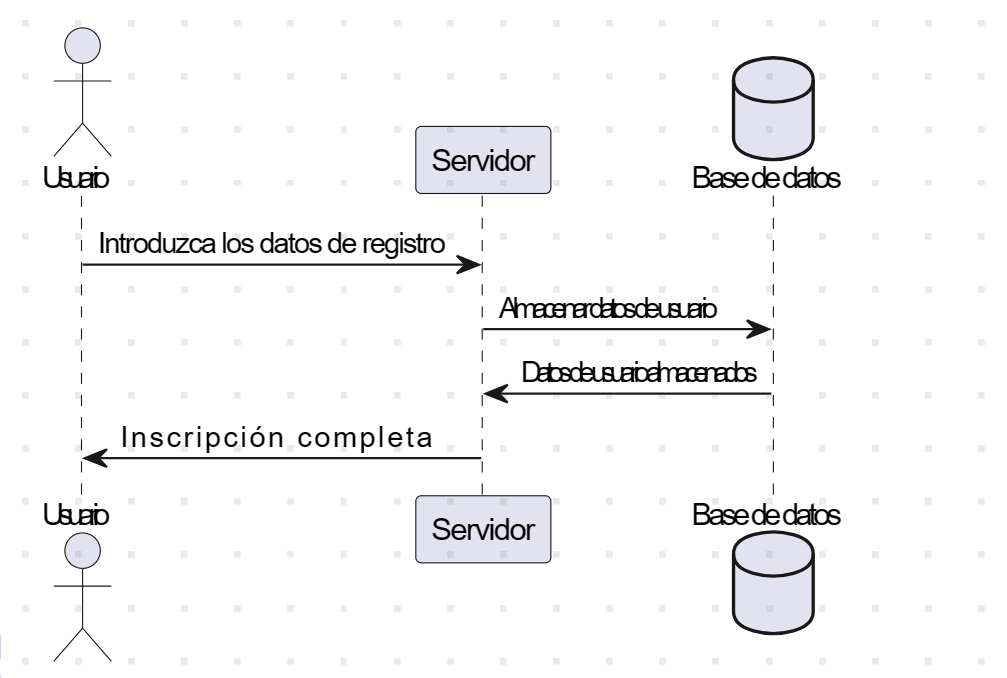 Usuario
Servidor
Base de datos
Introduzca los datos de registro
Almacenar datos de usuario
Datos de usuario almacenados
Inscripción completa
Usuario
Servidor
Base de datos